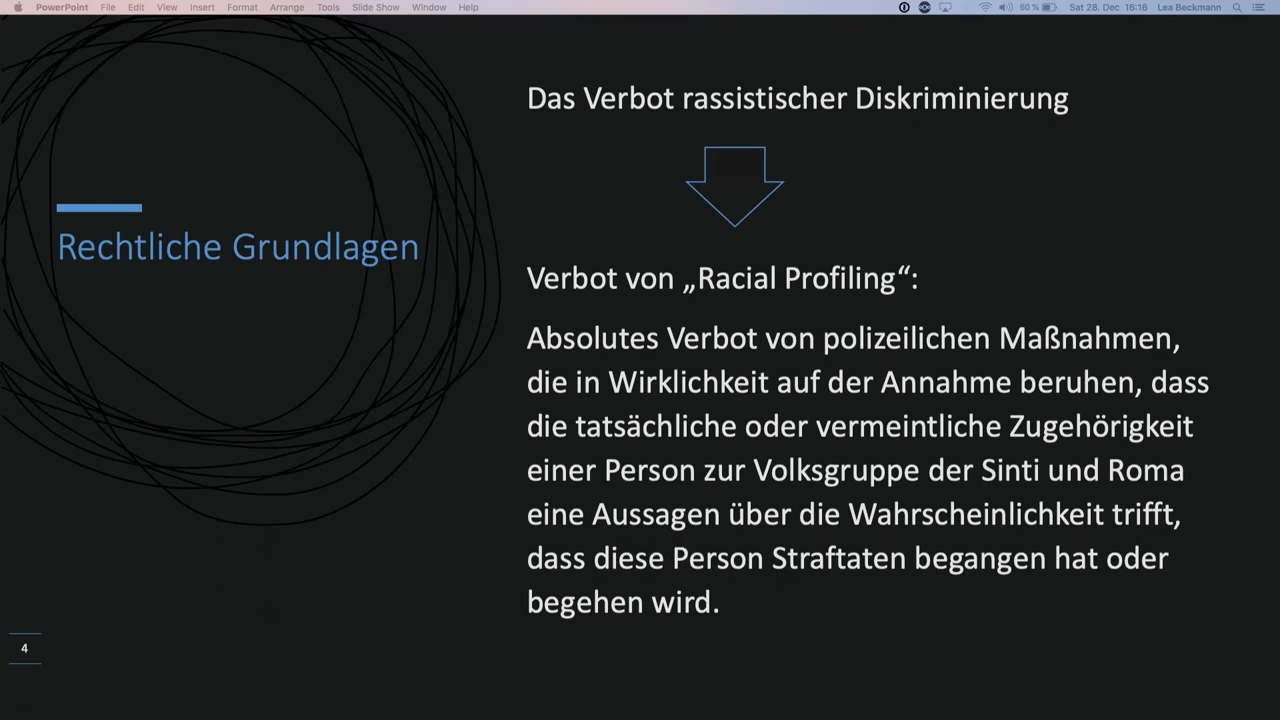 PowerPoint File Edit View Insert Format Arrange Tools Slide Show Window Help 60 % Sat 28. Dec 16:16 Lea Beckmann
Rechtliche Grundlagen
Das Verbot rassistischer Diskriminierung
Verbot von „Racial Profiling“:
Absolutes Verbot von polizeilichen Maßnahmen,
die in Wirklichkeit auf der Annahme beruhen, dass
die tatsächliche oder vermeintliche Zugehörigkeit
einer Person zur Volksgruppe der Sinti und Roma
eine Aussagen über die Wahrscheinlichkeit trifft,
dass diese Person Straftaten begangen hat oder
begehen wird.
4